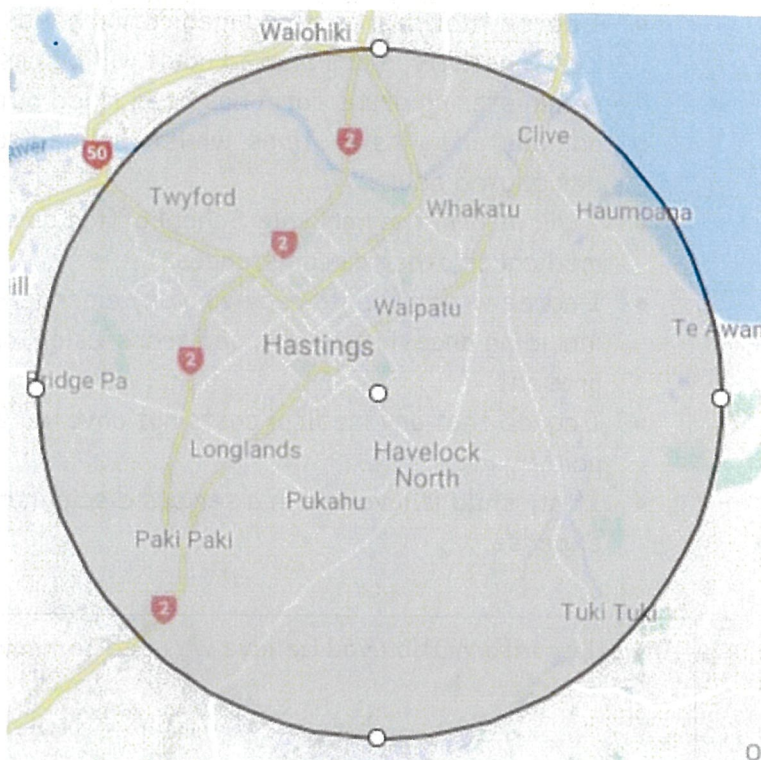 Waiohiki
Clive
2
50
Twyford
Whakatu
Haumoana
2
ill
Waipatu
Te Awan
Hastings
2
Bridge Pa
Longlands
Havelock
North
Pukahu
Paki Paki
2
Tuki Tuki
O